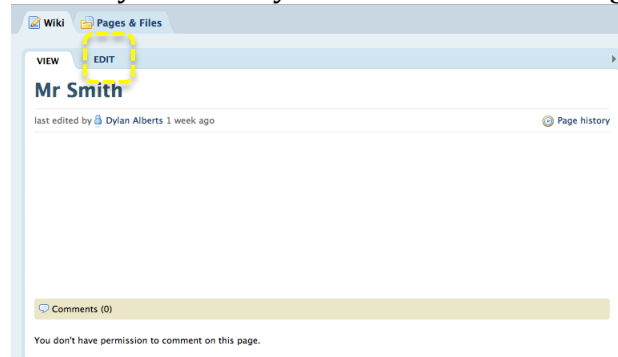 Wiki Pages & Files
VIEW EDIT
Mr Smith
last edited by Dylan Alberts 1 week ago Page history
Comments (0)
You don't have permission to comment on this page.